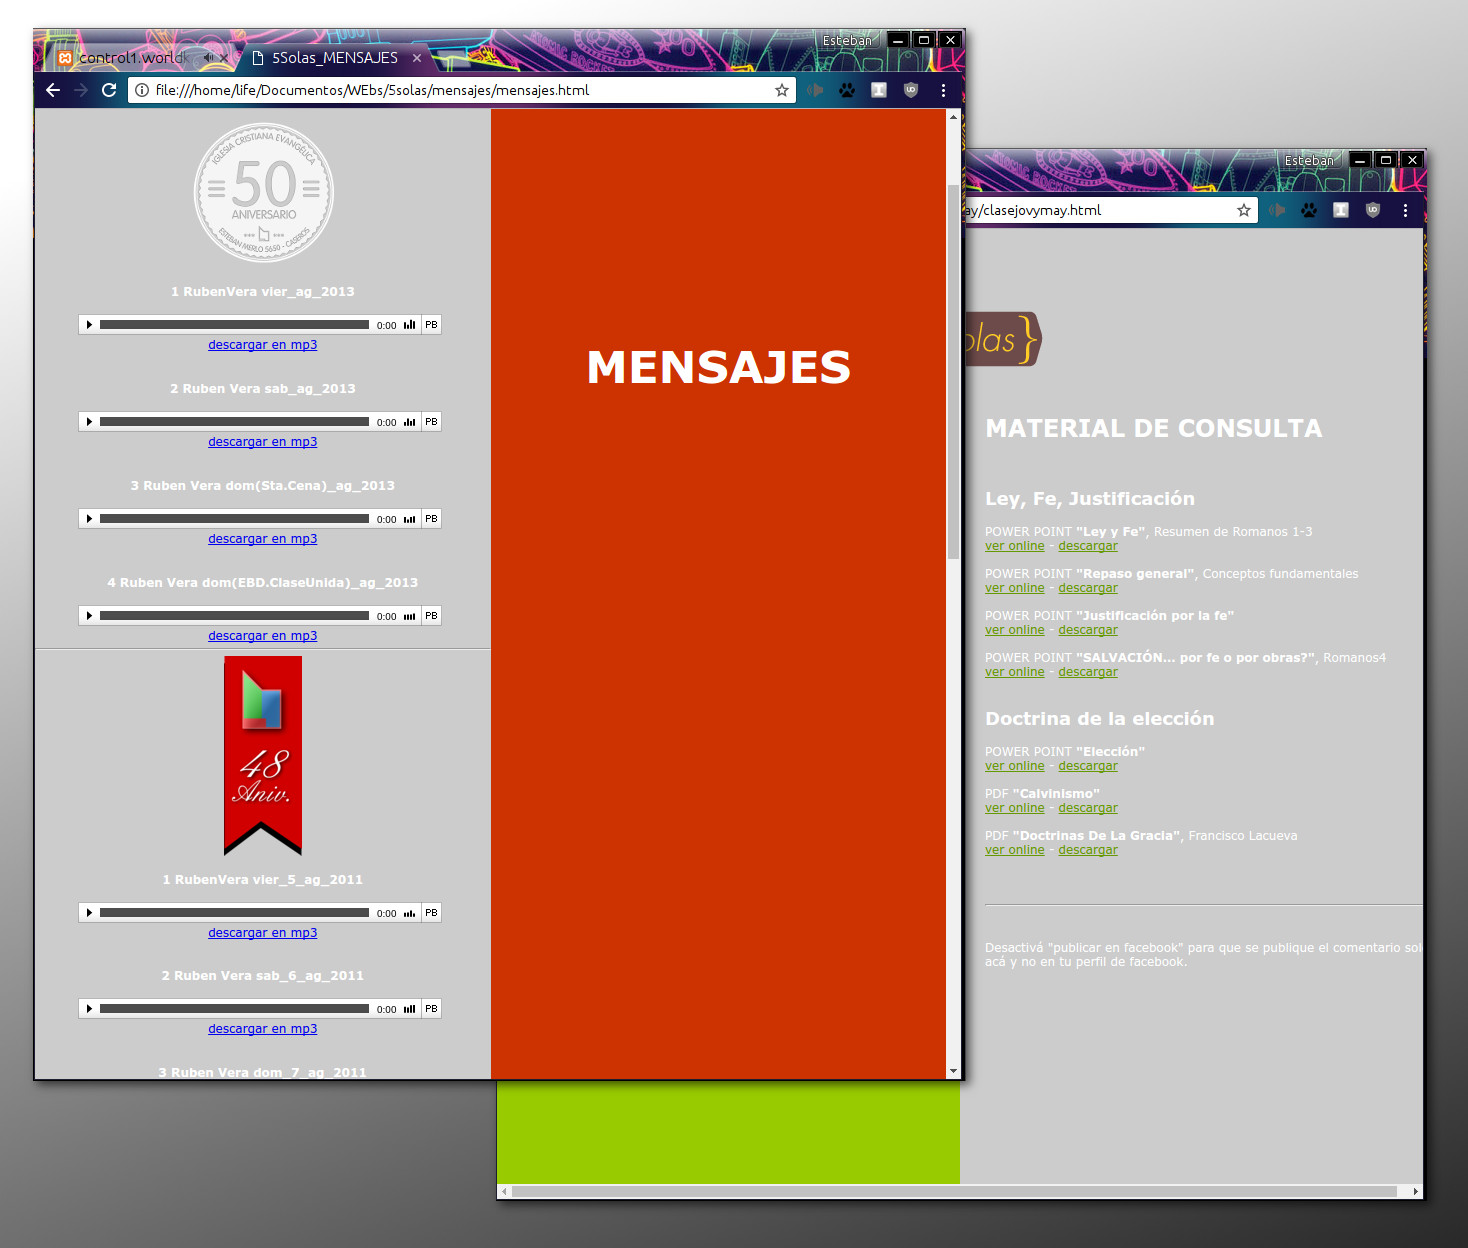 Esteban
control1.worldk
5Solas_MENSAJES
file:///home/life/Documentos/WEbs/5solas/mensajes/mensajes.html
IGLESIA CRISTIANA EVANGÉLICA
50
ANIVERSARIO
ESTEBAN MERLO 5650 - CASEROS
1 RubenVera vier_ag_2013
0:00 PB
descargar en mp3
2 Ruben Vera sab_ag_2013
0:00 PB
descargar en mp3
3 Ruben Vera dom(Sta.Cena)_ag_2013
0:00 PB
descargar en mp3
4 Ruben Vera dom(EBD.ClaseUnida)_ag_2013
0:00 PB
descargar en mp3
48
Aniv.
1 RubenVera vier_5_ag_2011
0:00 PB
descargar en mp3
2 Ruben Vera sab_6_ag_2011
0:00 PB
descargar en mp3
3 Ruben Vera dom_7_ag_2011
MENSAJES
Esteban
ay/clasejovymay.html
olas}
MATERIAL DE CONSULTA
Ley, Fe, Justificación
POWER POINT "Ley y Fe", Resumen de Romanos 1-3
ver online - descargar
POWER POINT "Repaso general", Conceptos fundamentales
ver online - descargar
POWER POINT "Justificación por la fe"
ver online - descargar
POWER POINT "SALVACIÓN... por fe o por obras?", Romanos4
ver online - descargar
Doctrina de la elección
POWER POINT "Elección"
ver online - descargar
PDF "Calvinismo"
ver online - descargar
PDF "Doctrinas De La Gracia", Francisco Lacueva
ver online - descargar
Desactivá "publicar en facebook" para que se publique el comentario sol
acá y no en tu perfil de facebook.